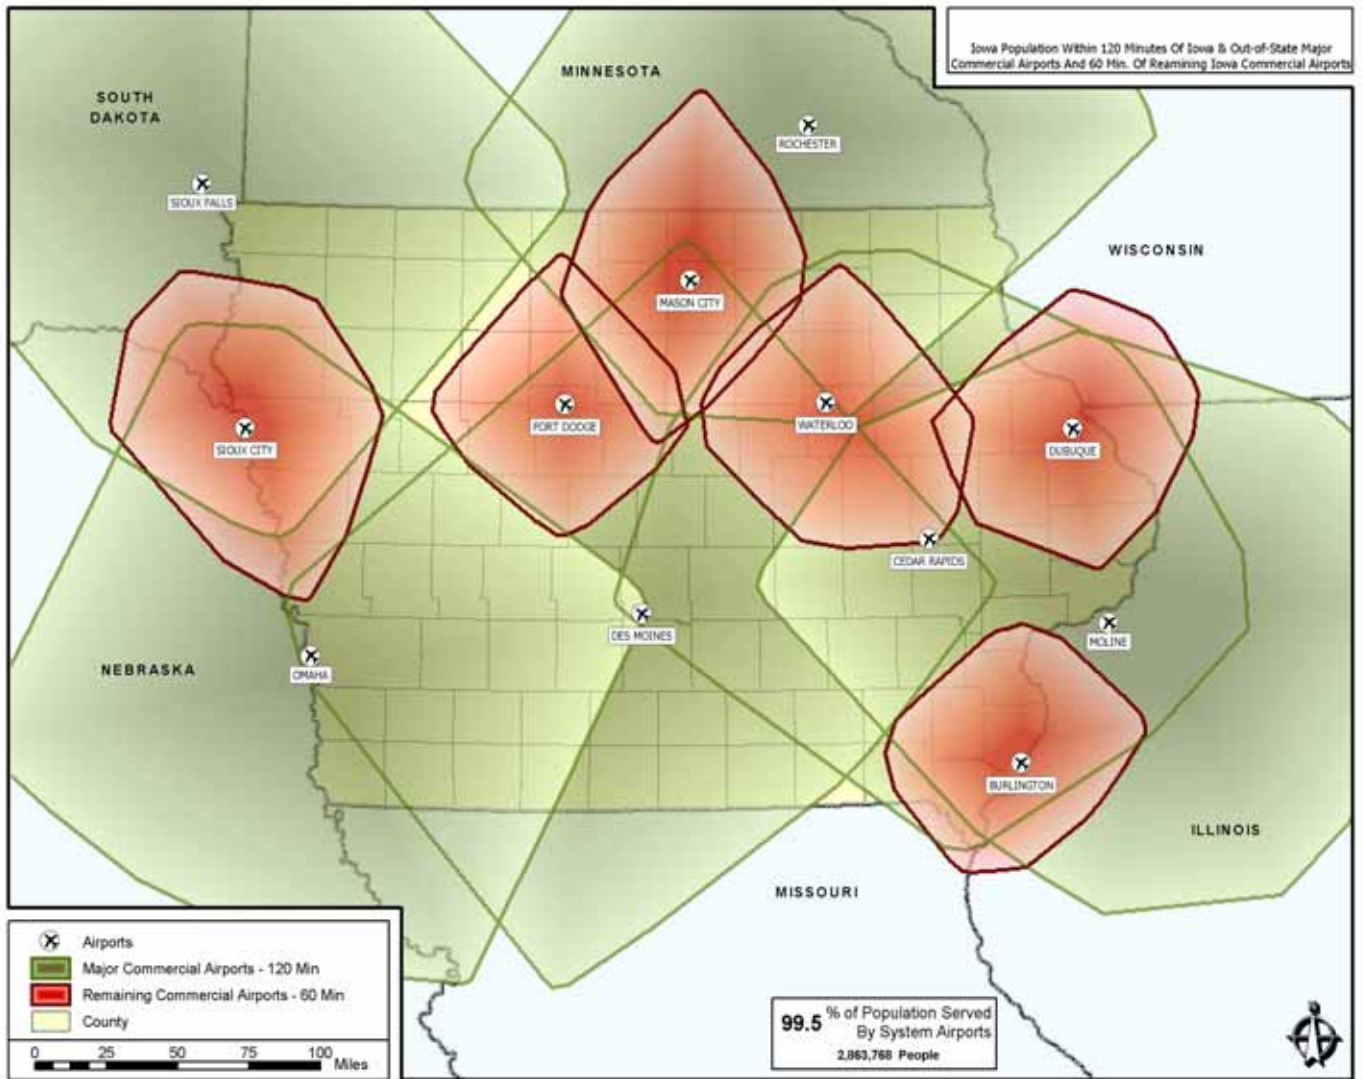 Iowa Population Within 120 Minutes Of Iowa & Out-of-State Major
Commercial Airports And 60 Min. Of Reamining Iowa Commercial Airports
MINNESOTA
SOUTH
DAKOTA
ROCHESTER
SIOUX FALLS
WISCONSIN
MASON CITY
FORT DODGE
WATERLOO
SIOUX CITY
DUBUQUE
CEDAR RAPIDS
DES MOINES
MOLINE
NEBRASKA
OMAHA
BURLINGTON
ILLINOIS
MISSOURI
Airports
Major Commercial Airports - 120 Min
Remaining Commercial Airports - 60 Min
County
0 25 50 75 100
Miles
99.5 % of Population Served
By System Airports
2,863,768 People